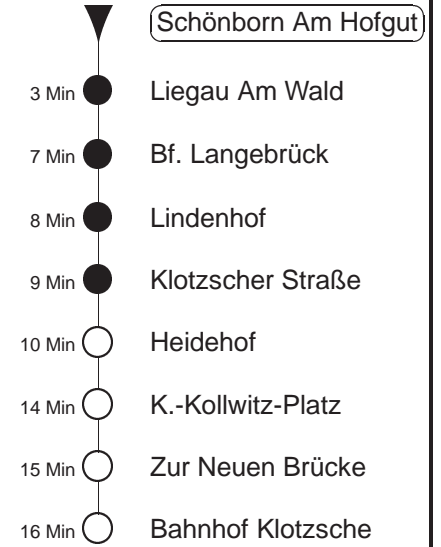 Schönborn Am Hofgut
3 Min Liegau Am Wald
7 Min Bf. Langebrück
8 Min Lindenhof
9 Min Klotzscher Straße
10 Min Heidehof
14 Min K.-Kollwitz-Platz
15 Min Zur Neuen Brücke
16 Min Bahnhof Klotzsche